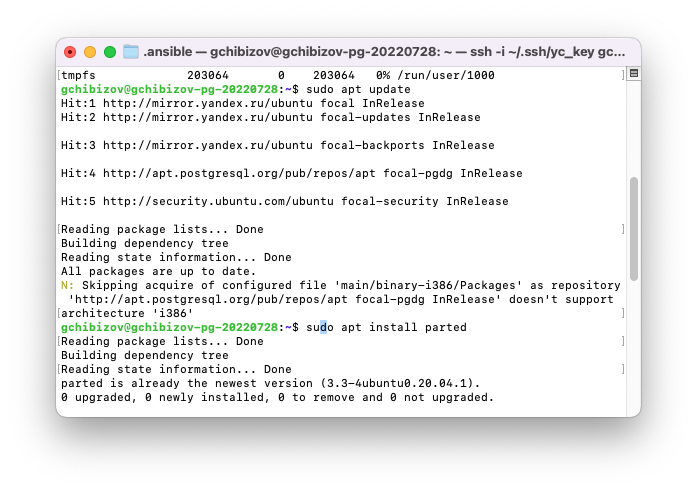 .ansible — gchibizov@gchibizov-pg-20220728: ~ — ssh -i ~/.ssh/yc_key gc...
[tmpfs 203064 0 203064 0% /run/user/1000 ]
gchibizov@gchibizov-pg-20220728:~$ sudo apt update
Hit:1 http://mirror.yandex.ru/ubuntu focal InRelease
Hit:2 http://mirror.yandex.ru/ubuntu focal-updates InRelease
Hit:3 http://mirror.yandex.ru/ubuntu focal-backports InRelease
Hit:4 http://apt.postgresql.org/pub/repos/apt focal-pgdg InRelease
Hit:5 http://security.ubuntu.com/ubuntu focal-security InRelease
[Reading package lists... Done ]
Building dependency tree
Reading state information... Done
All packages are up to date.
N: Skipping acquire of configured file 'main/binary-i386/Packages' as repository
'http://apt.postgresql.org/pub/repos/apt focal-pgdg InRelease' doesn't support
[architecture 'i386' ]
gchibizov@gchibizov-pg-20220728:~$ sudo apt install parted
[Reading package lists... Done ]
Building dependency tree
[Reading state information... Done ]
parted is already the newest version (3.3-4ubuntu0.20.04.1).
0 upgraded, 0 newly installed, 0 to remove and 0 not upgraded.